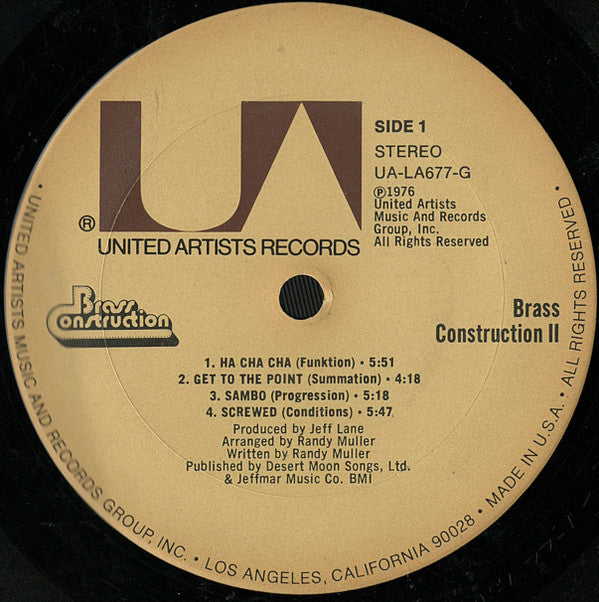 UA
SIDE 1
STEREO
UA-LA677-G
℗1976
United Artists
Music And Records
Group, Inc.
All Rights Reserved
®
UNITED ARTISTS RECORDS
Brass
Construction
Brass
Construction II
1. HA CHA CHA (Funktion) • 5:51
2. GET TO THE POINT (Summation) • 4:18
3. SAMBO (Progression) • 5:18
4. SCREWED (Conditions) • 5:47
Produced by Jeff Lane
Arranged by Randy Muller
Written by Randy Muller
Published by Desert Moon Songs, Ltd.
& Jeffmar Music Co. BMI
• UNITED ARTISTS MUSIC AND RECORDS GROUP, INC. • LOS ANGELES, CALIFORNIA 90028 • MADE IN U.S.A. • ALL RIGHTS RESERVED •